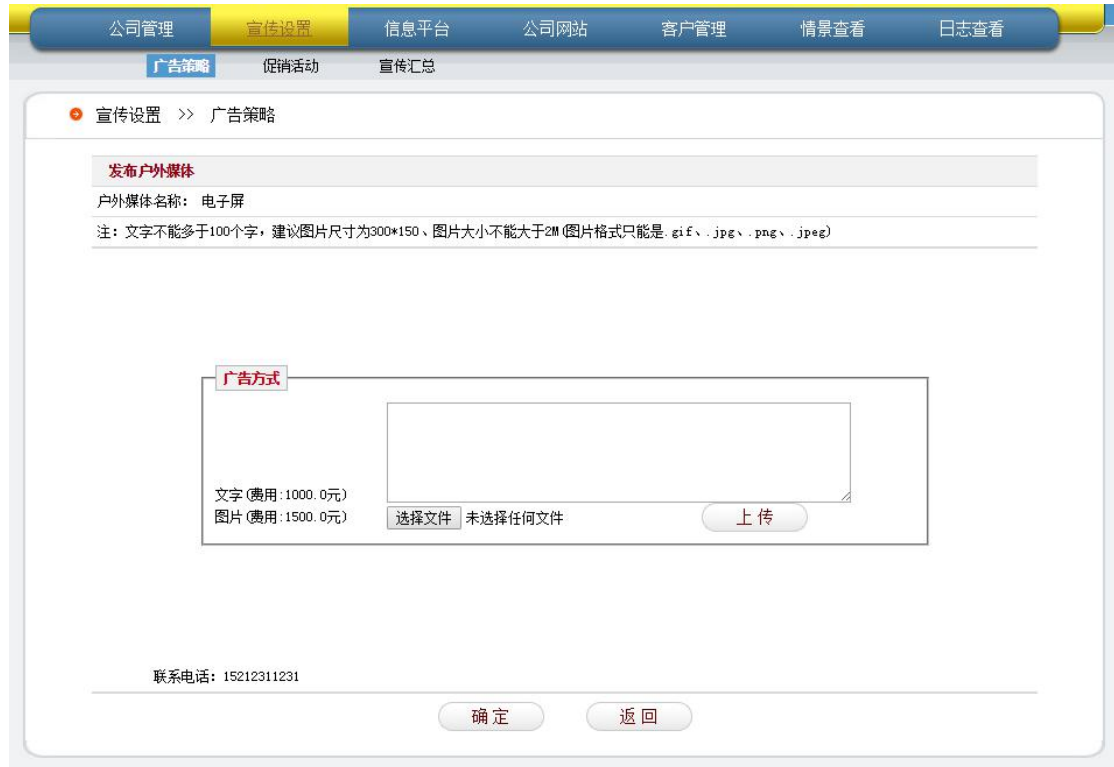 公司管理 宣传设置 信息平台 公司网站 客户管理 情景查看 日志查看
广告策略 促销活动 宣传汇总
宣传设置 >> 广告策略
发布户外媒体
户外媒体名称: 电子屏
注: 文字不能多于100个字, 建议图片尺寸为300*150、图片大小不能大于2M(图片格式只能是.gif、.jpg、.png、.jpeg)
广告方式
文字(费用:1000.0元)
图片(费用:1500.0元) 选择文件 未选择任何文件 上传
联系电话: 15212311231
确定 返回